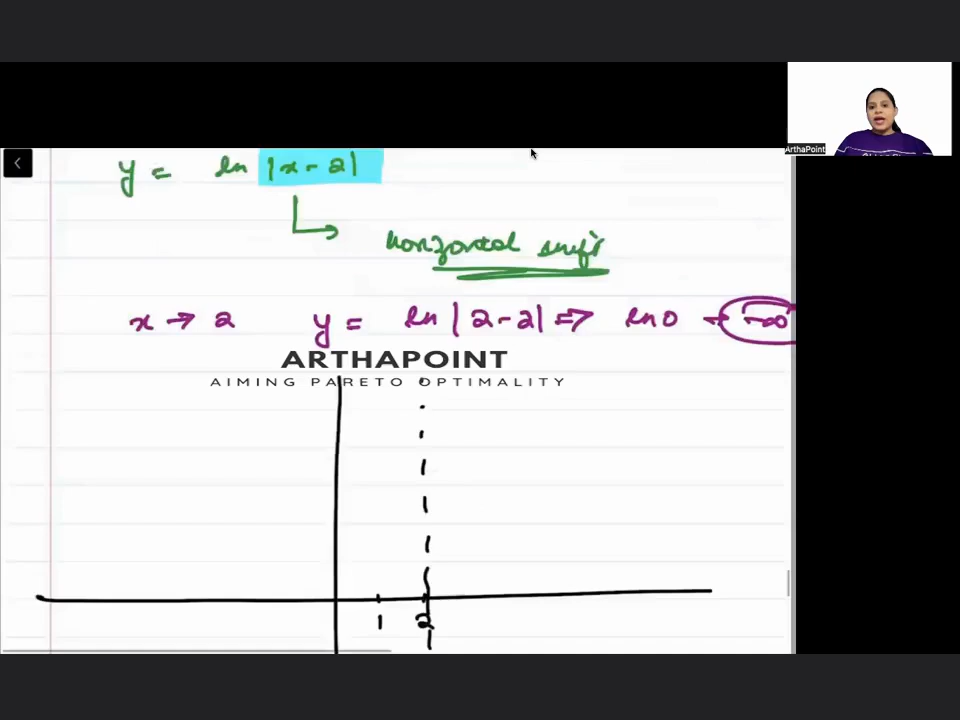 y = ln |x - 2|
horizontal shift
x → 2 y = ln |2-2| ⇒ ln 0 → -∞
ARTHAPOINT
AIMING PARETO OPTIMALITY
1 2
ArthaPoint